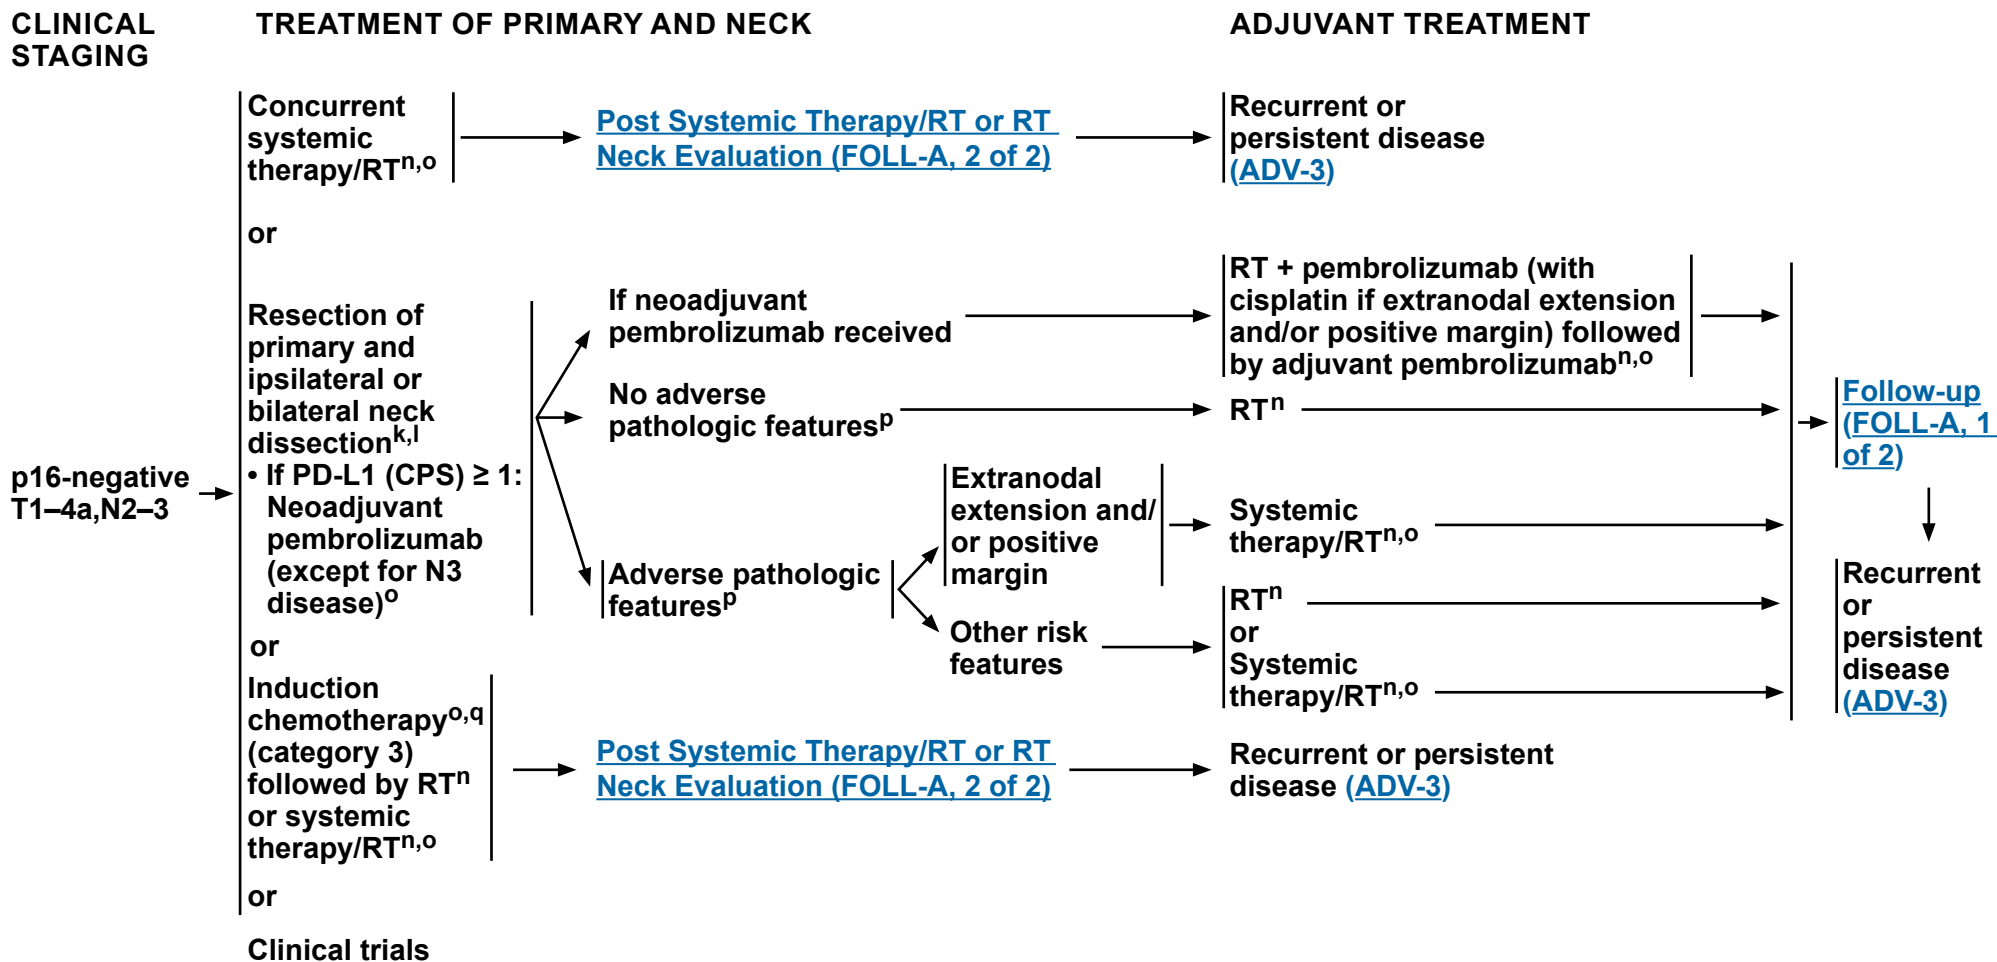 CLINICAL
STAGING
TREATMENT OF PRIMARY AND NECK
ADJUVANT TREATMENT
p16-negative
T1–4a,N2–3
Concurrent
systemic
therapy/RTn,o
Post Systemic Therapy/RT or RT
Neck Evaluation (FOLL-A, 2 of 2)
Recurrent or
persistent disease
(ADV-3)
or
Resection of
primary and
ipsilateral or
bilateral neck
dissectionk,l
• If PD-L1 (CPS) ≥ 1:
Neoadjuvant
pembrolizumab
(except for N3
disease)o
If neoadjuvant
pembrolizumab received
RT + pembrolizumab (with
cisplatin if extranodal extension
and/or positive margin) followed
by adjuvant pembrolizumabn,o
No adverse
pathologic featuresp
RTn
Adverse pathologic
featuresp
Extranodal
extension and/
or positive
margin
Systemic
therapy/RTn,o
Other risk
features
RTn
or
Systemic
therapy/RTn,o
Follow-up
(FOLL-A, 1
of 2)
Recurrent
or
persistent
disease
(ADV-3)
or
Induction
chemotherapyo,q
(category 3)
followed by RTn
or systemic
therapy/RTn,o
Post Systemic Therapy/RT or RT
Neck Evaluation (FOLL-A, 2 of 2)
Recurrent or persistent
disease (ADV-3)
or
Clinical trials